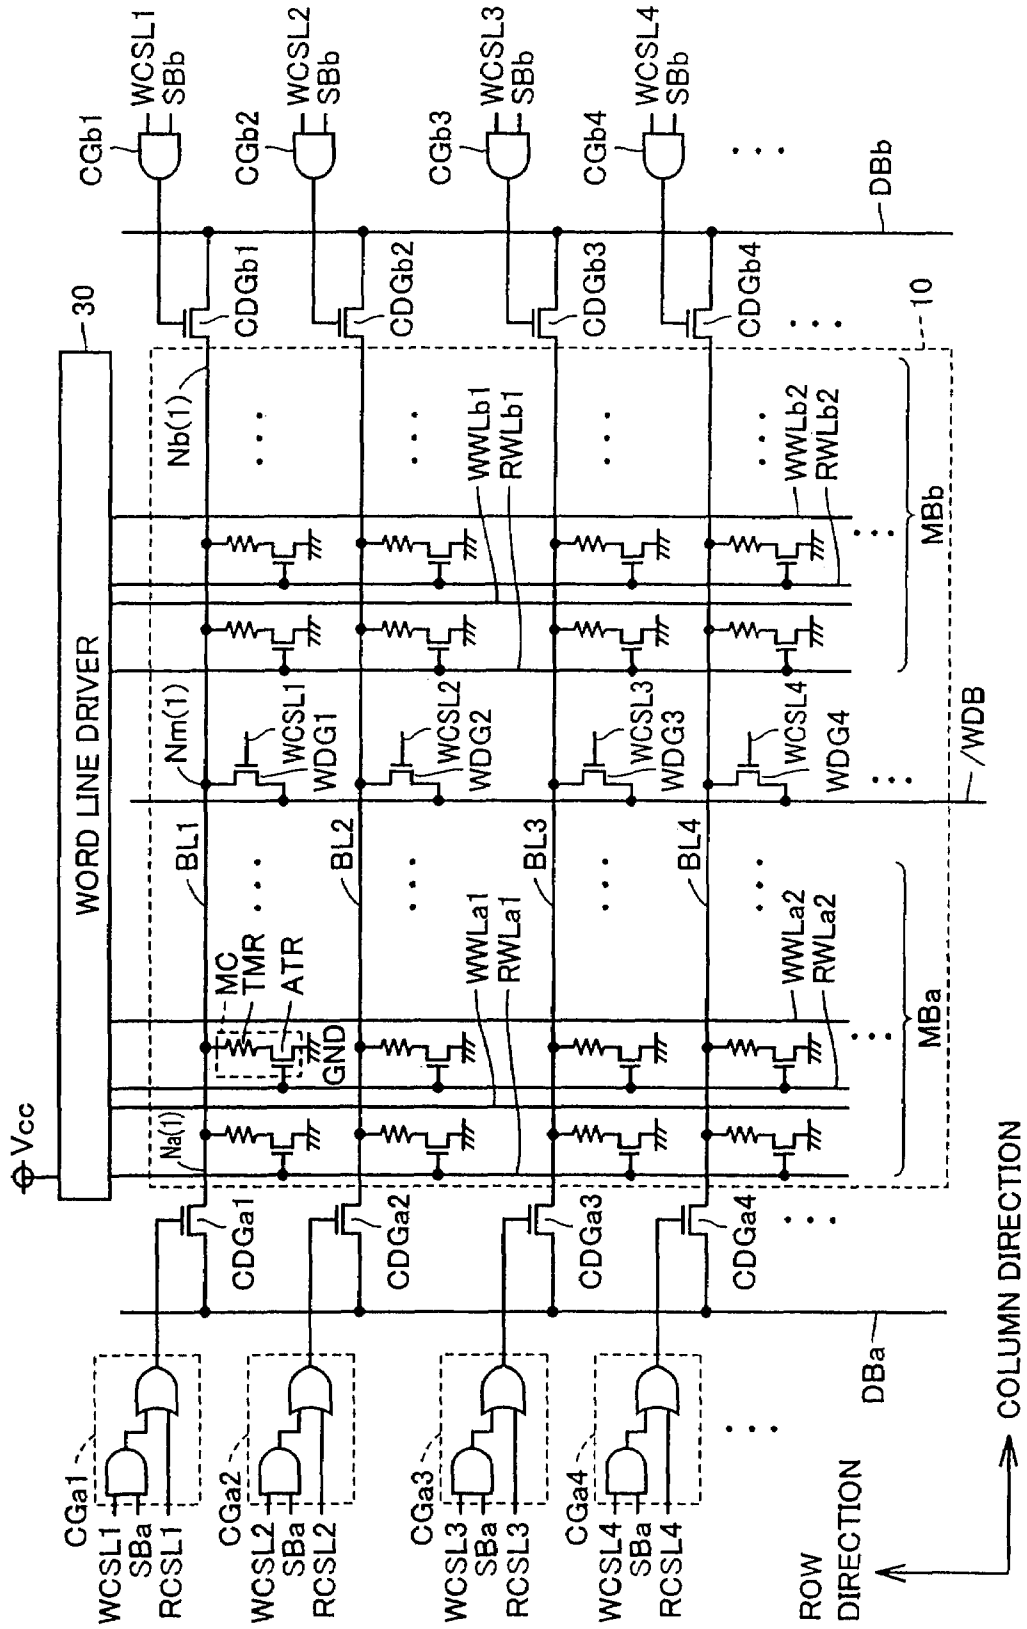 WCSL1
SBb
WCSL2
SBb
WCSL3
SBb
WCSL4
SBb
CGb1
CGb2
CGb3
CGb4
DBb
CDGb1
CDGb2
CDGb3
CDGb4
30
10
WORD LINE DRIVER
Vcc
Nb(1)
WWLb1
RWLb1
WWLb2
RWLb2
MBb
Nm(1)
WCSL1
WDG1
WCSL2
WDG2
WCSL3
WDG3
WCSL4
WDG4
/WDB
BL1
BL2
BL3
BL4
MC
TMR
ATR
GND
WWLa1
RWLa1
WWLa2
RWLa2
MBa
Na(1)
CDGa1
CDGa2
CDGa3
CDGa4
DBa
CGa1
WCSL1
SBa
RCSL1
CGa2
WCSL2
SBa
RCSL2
CGa3
WCSL3
SBa
RCSL3
CGa4
WCSL4
SBa
RCSL4
ROW
DIRECTION
COLUMN DIRECTION